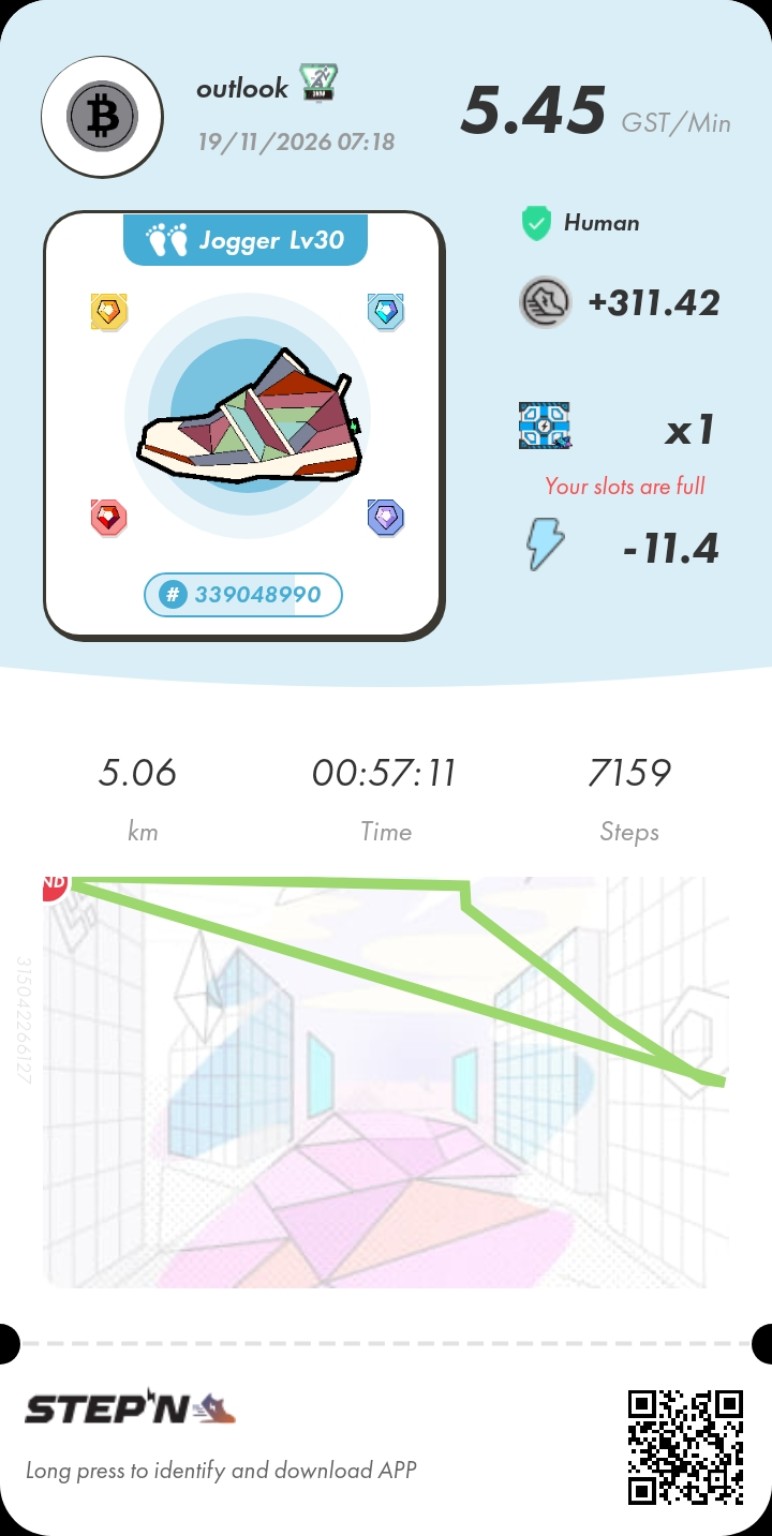 outlook
19/11/2026 07:18
5.45 GST/Min
Jogger Lv30
Human
+311.42
x1
Your slots are full
-11.4
# 339048990
5.06
km
00:57:11
Time
7159
Steps
ND
315042266127
STEP'N
Long press to identify and download APP